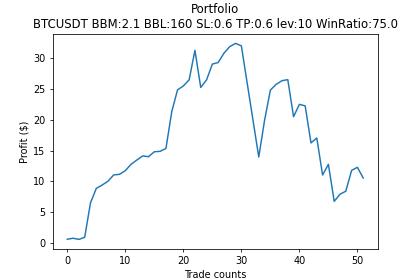 Portfolio
BTCUSDT BBM:2.1 BBL:160 SL:0.6 TP:0.6 lev:10 WinRatio:75.0
Profit ($)
30
25
20
15
10
5
0
0 10 20 30 40 50
Trade counts